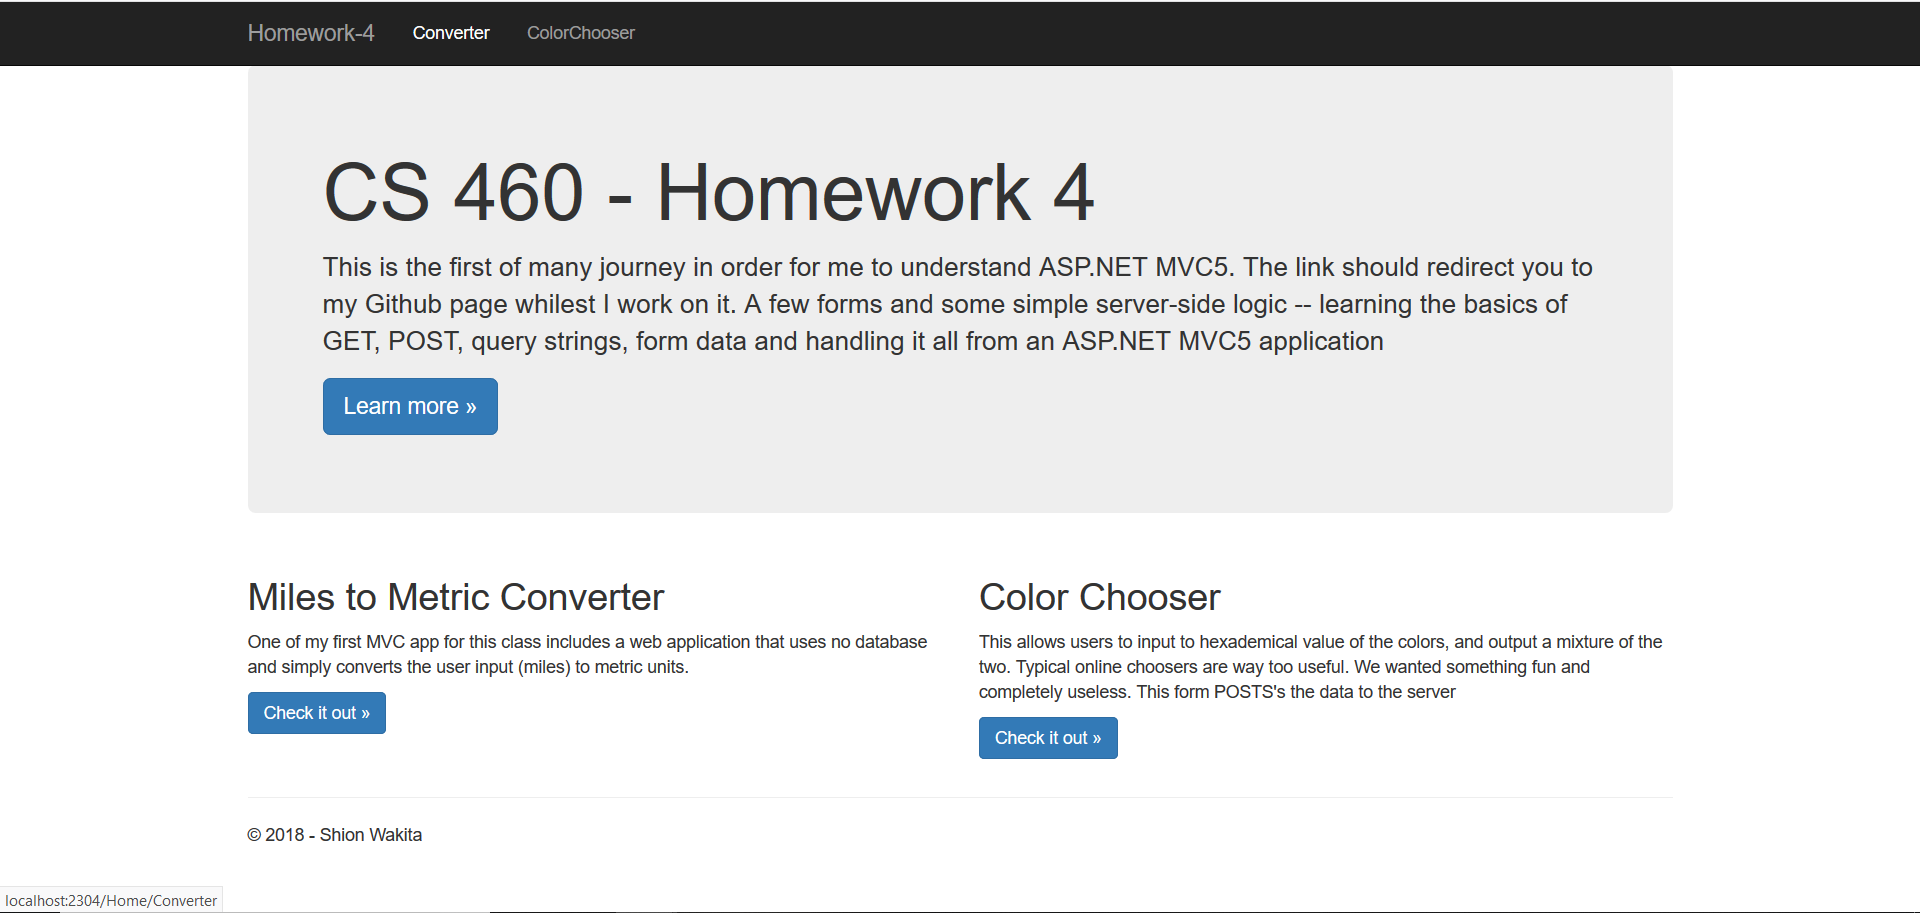 Homework-4 Converter ColorChooser
CS 460 - Homework 4
This is the first of many journey in order for me to understand ASP.NET MVC5. The link should redirect you to
my Github page whilest I work on it. A few forms and some simple server-side logic -- learning the basics of
GET, POST, query strings, form data and handling it all from an ASP.NET MVC5 application
Learn more »
Miles to Metric Converter
One of my first MVC app for this class includes a web application that uses no database
and simply converts the user input (miles) to metric units.
Check it out »
Color Chooser
This allows users to input to hexademical value of the colors, and output a mixture of the
two. Typical online choosers are way too useful. We wanted something fun and
completely useless. This form POSTS's the data to the server
Check it out »
© 2018 - Shion Wakita
localhost:2304/Home/Converter